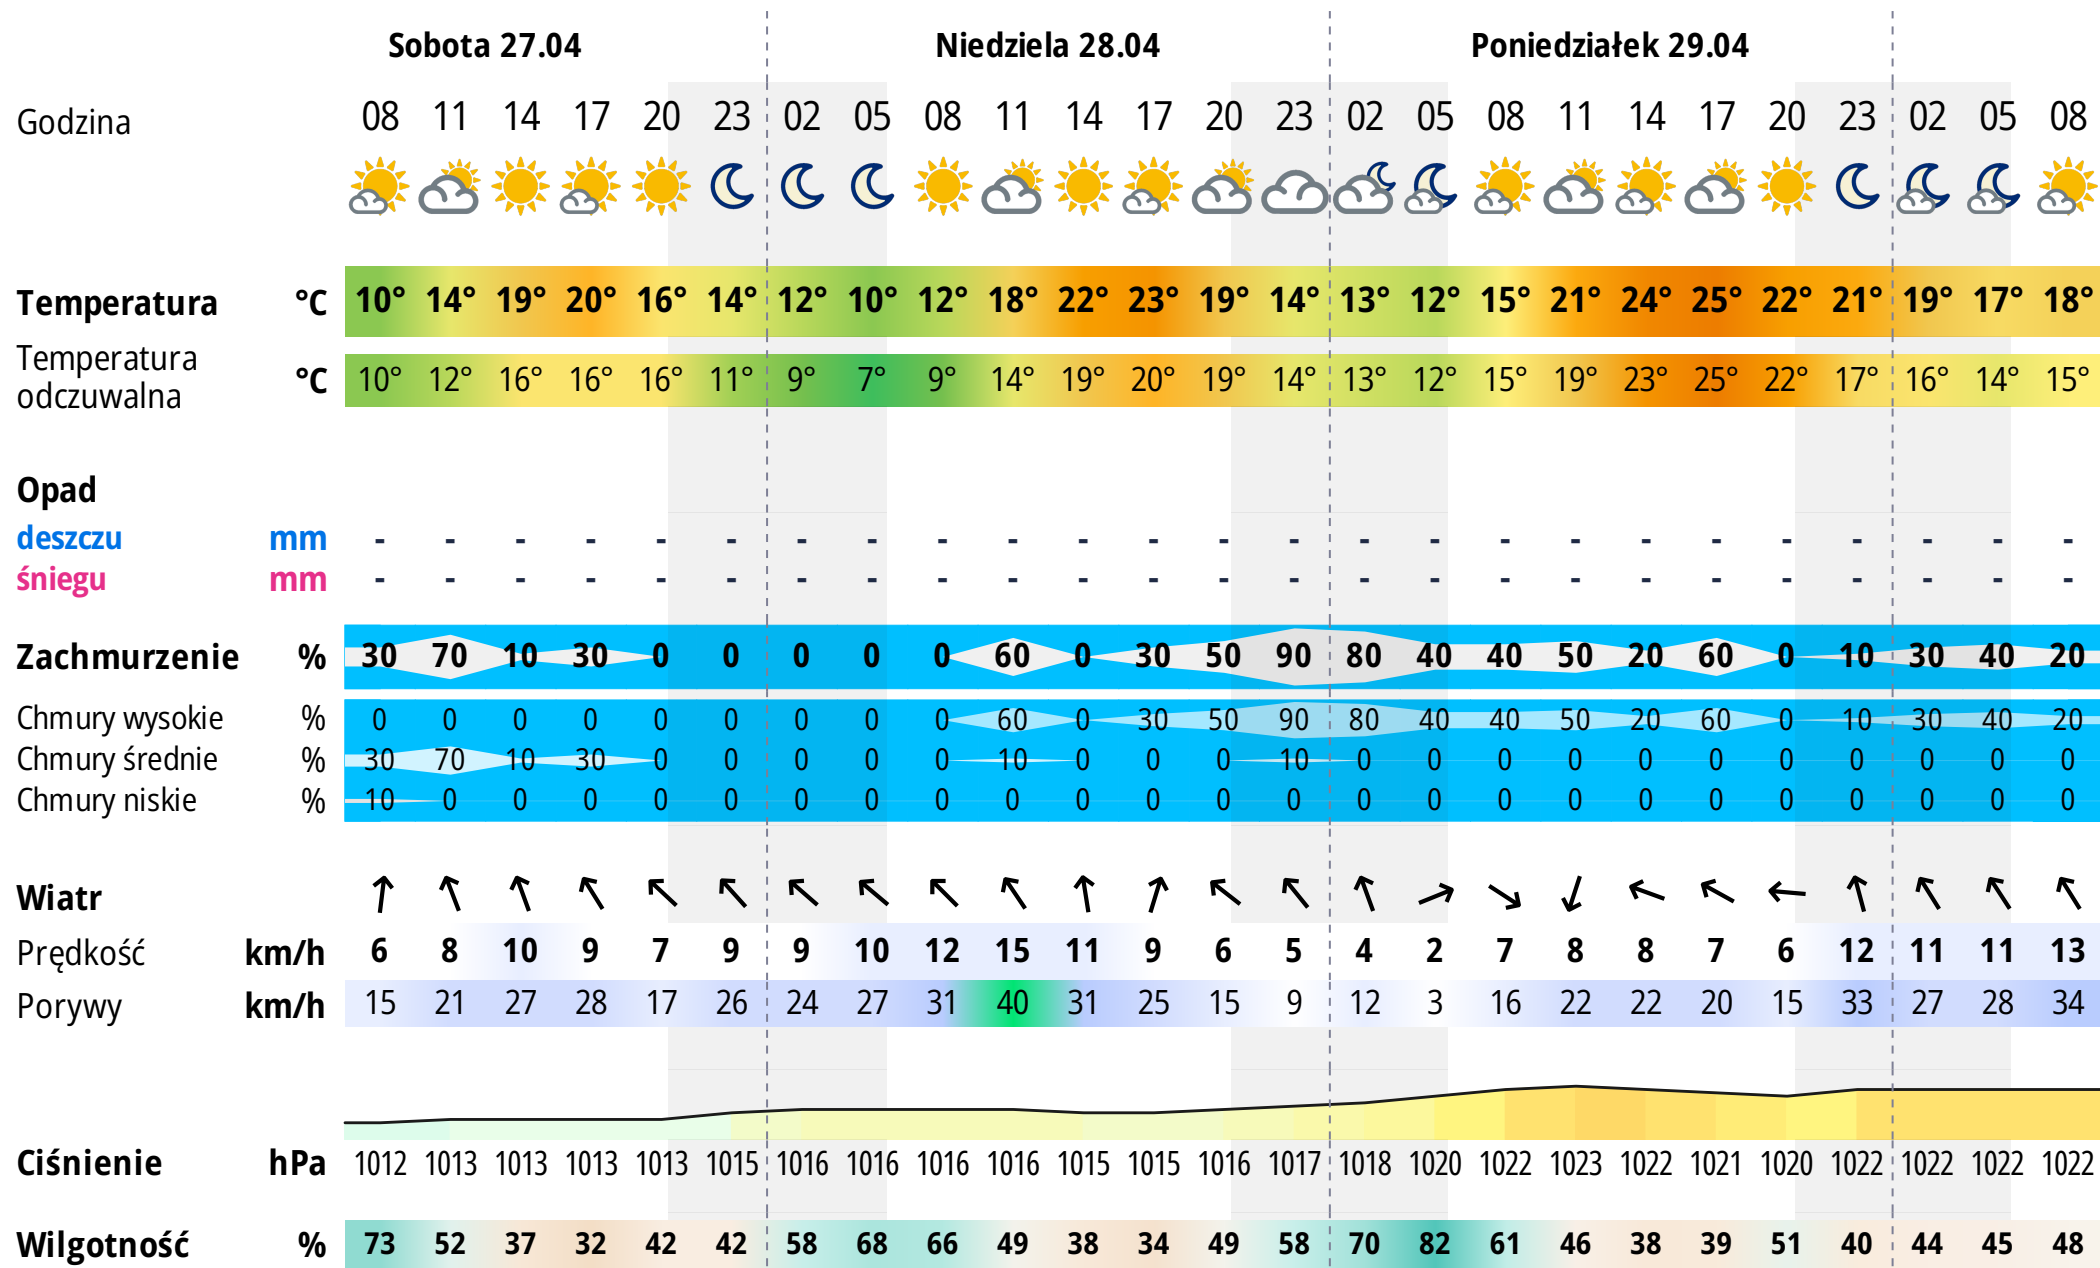 Sobota 27.04 Niedziela 28.04 Poniedziałek 29.04
Godzina 08 11 14 17 20 23 02 05 08 11 14 17 20 23 02 05 08 11 14 17 20 23 02 05 08
Temperatura °C 10° 14° 19° 20° 16° 14° 12° 10° 12° 18° 22° 23° 19° 14° 13° 12° 15° 21° 24° 25° 22° 21° 19° 17° 18°
Temperatura
odczuwalna °C 10° 12° 16° 16° 16° 11° 9° 7° 9° 14° 19° 20° 19° 14° 13° 12° 15° 19° 23° 25° 22° 17° 16° 14° 15°
Opad
deszczu mm - - - - - - - - - - - - - - - - - - - - - - - - -
śniegu mm - - - - - - - - - - - - - - - - - - - - - - - - -
Zachmurzenie % 30 70 10 30 0 0 0 0 0 60 0 30 50 90 80 40 40 50 20 60 0 10 30 40 20
Chmury wysokie % 0 0 0 0 0 0 0 0 0 60 0 30 50 90 80 40 40 50 20 60 0 10 30 40 20
Chmury średnie % 30 70 10 30 0 0 0 0 0 10 0 0 0 10 0 0 0 0 0 0 0 0 0 0 0
Chmury niskie % 10 0 0 0 0 0 0 0 0 0 0 0 0 0 0 0 0 0 0 0 0 0 0 0 0
Wiatr
Prędkość km/h 6 8 10 9 7 9 9 10 12 15 11 9 6 5 4 2 7 8 8 7 6 12 11 11 13
Porywy km/h 15 21 27 28 17 26 24 27 31 40 31 25 15 9 12 3 16 22 22 20 15 33 27 28 34
Ciśnienie hPa 1012 1013 1013 1013 1013 1015 1016 1016 1016 1016 1015 1015 1016 1017 1018 1020 1022 1023 1022 1021 1020 1022 1022 1022 1022
Wilgotność % 73 52 37 32 42 42 58 68 66 49 38 34 49 58 70 82 61 46 38 39 51 40 44 45 48